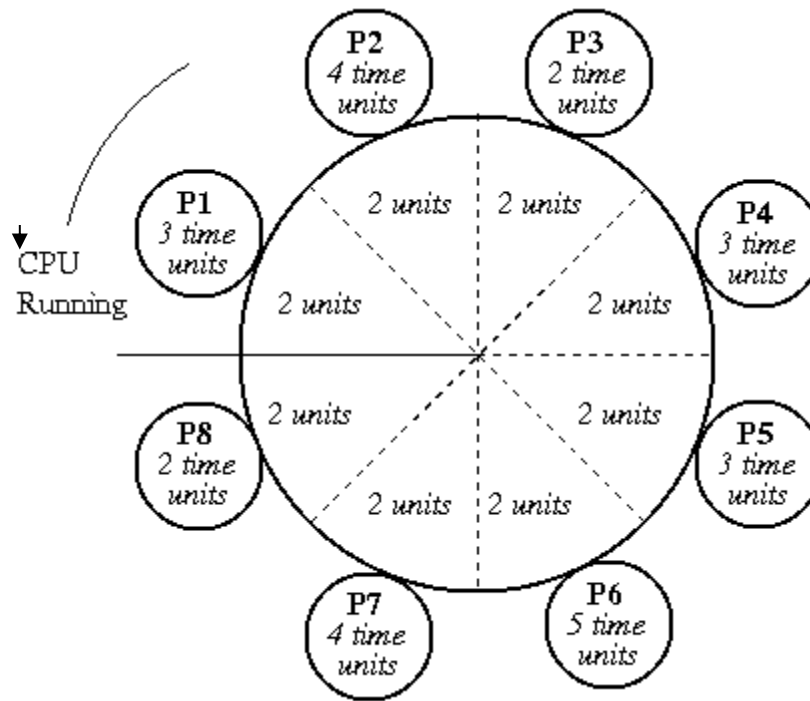 P2
4 time
units
P3
2 time
units
P1
3 time
units
2 units
2 units
P4
3 time
units
CPU
Running
2 units
2 units
P8
2 time
units
2 units
2 units
P5
3 time
units
2 units
2 units
P7
4 time
units
P6
5 time
units